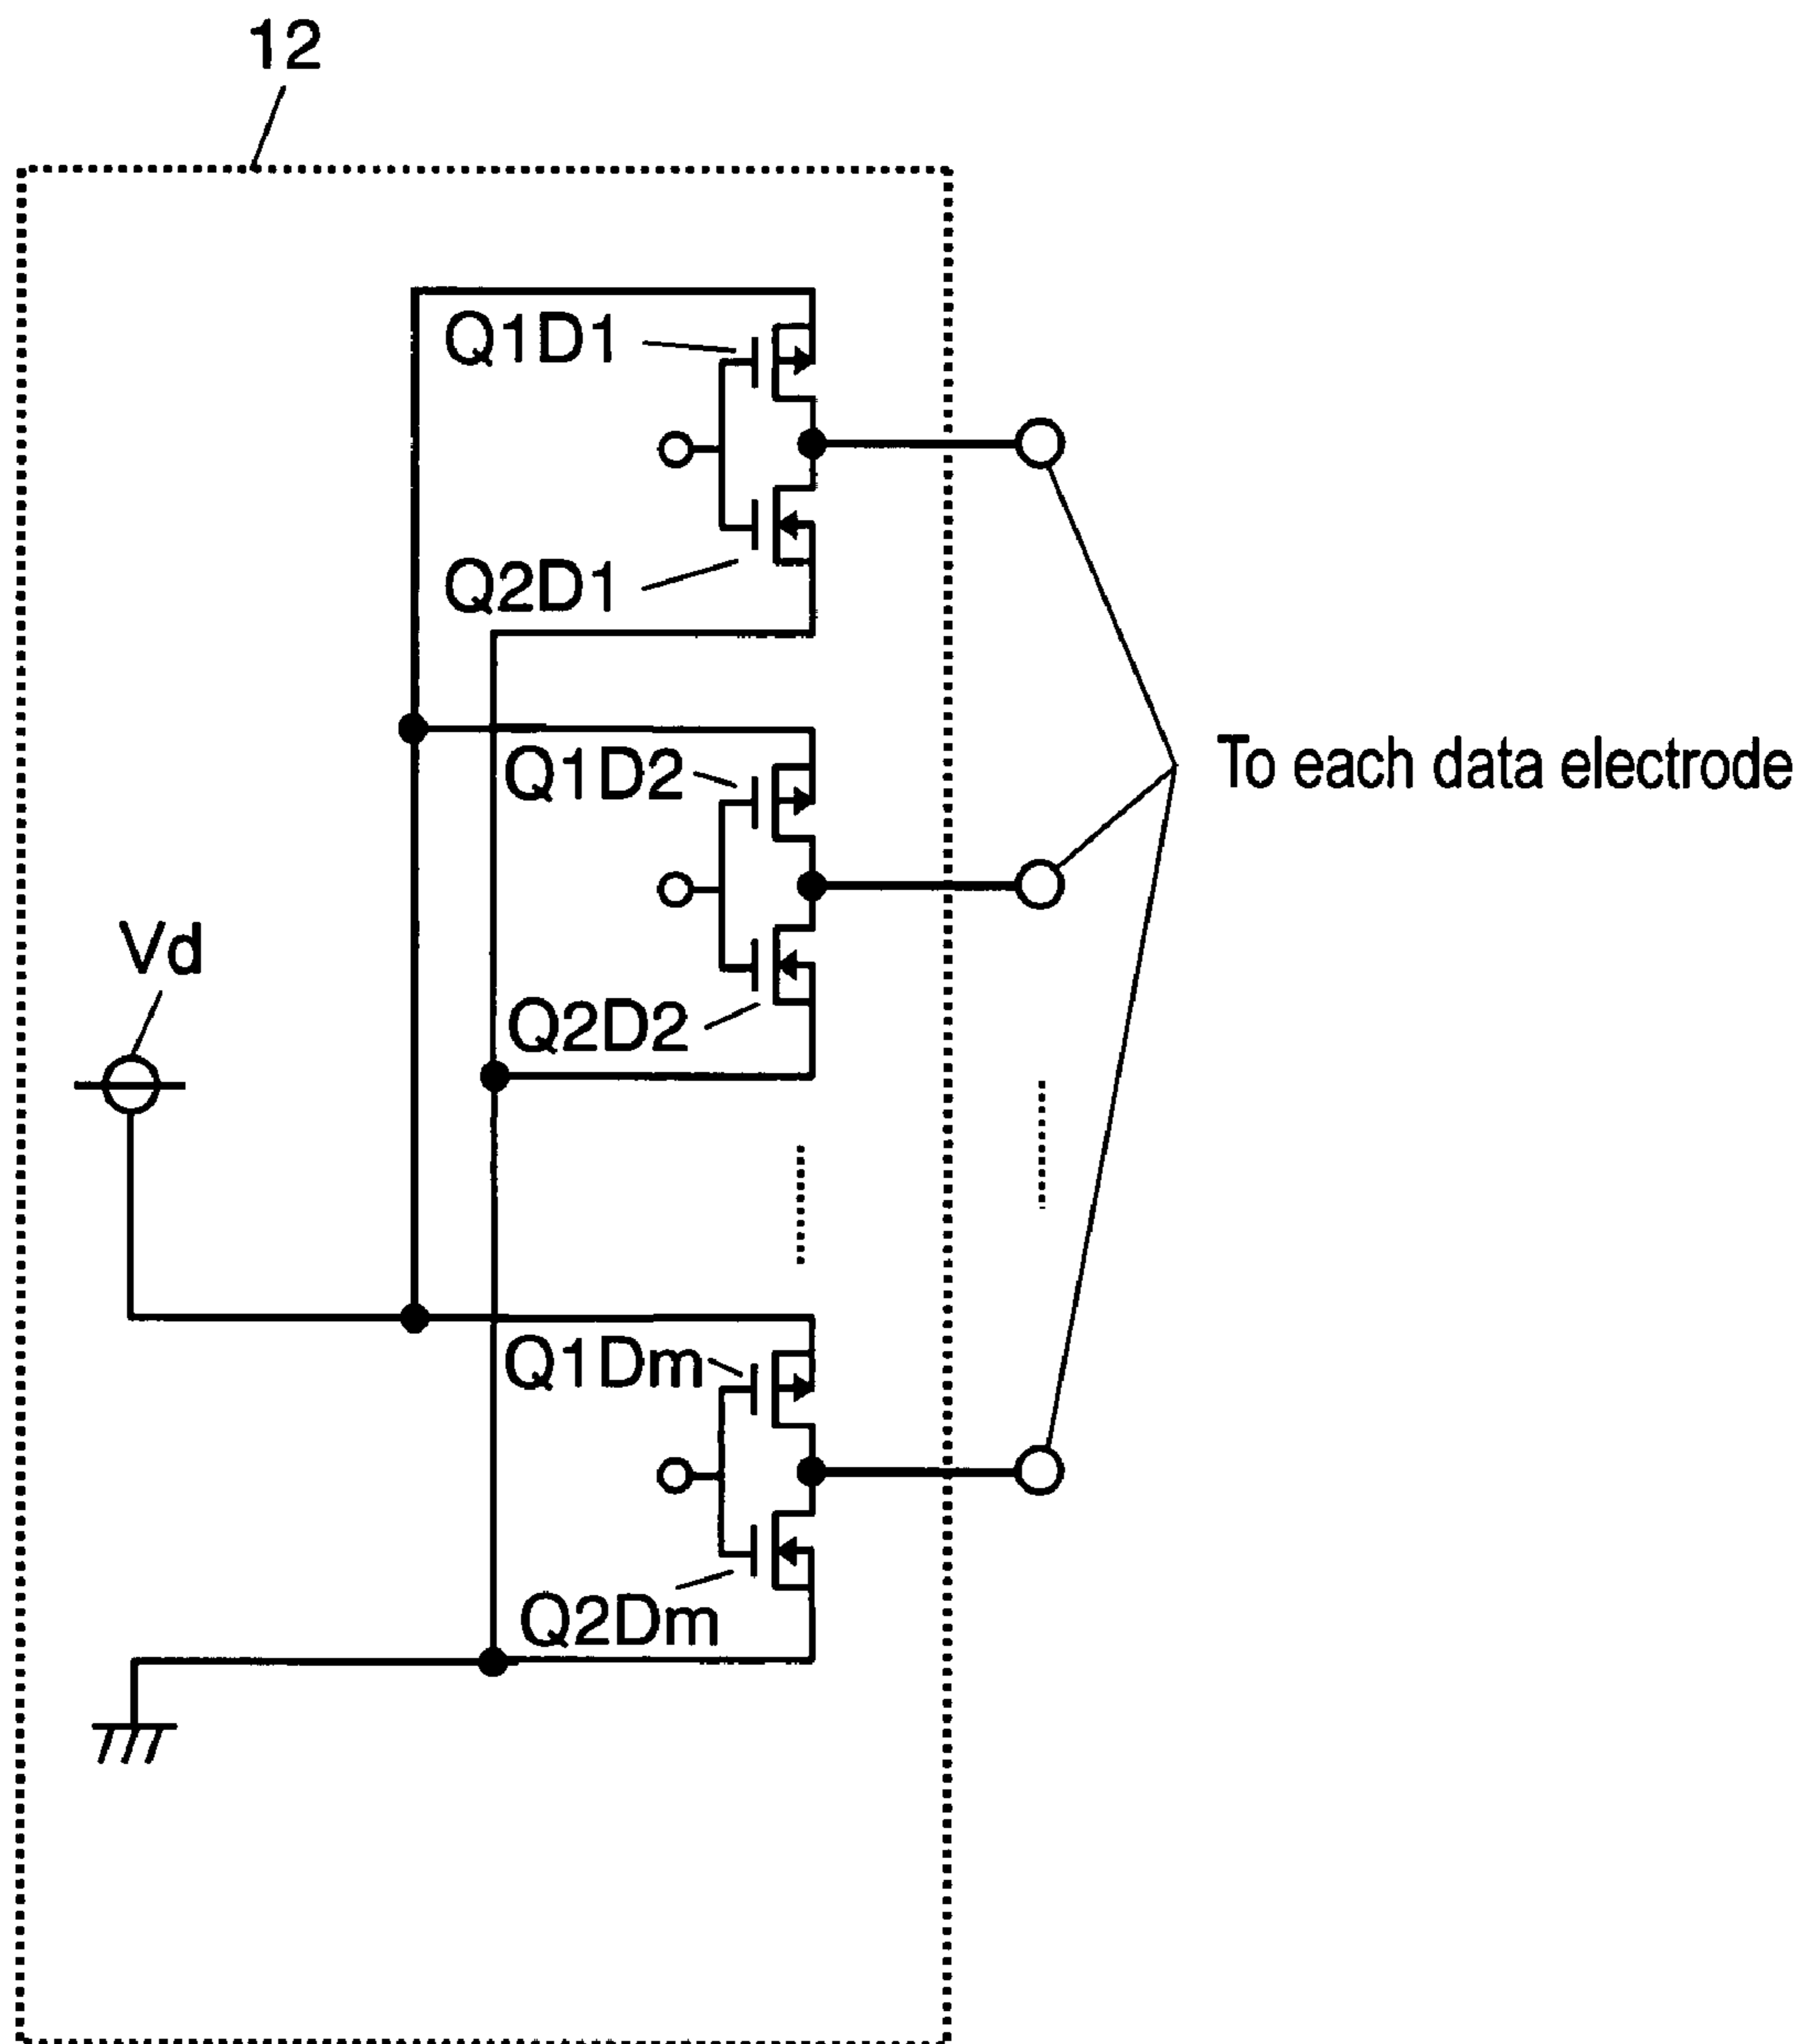 12
Q1D1
Q2D1
Q1D2
To each data electrode
Vd
Q2D2
Q1Dm
Q2Dm